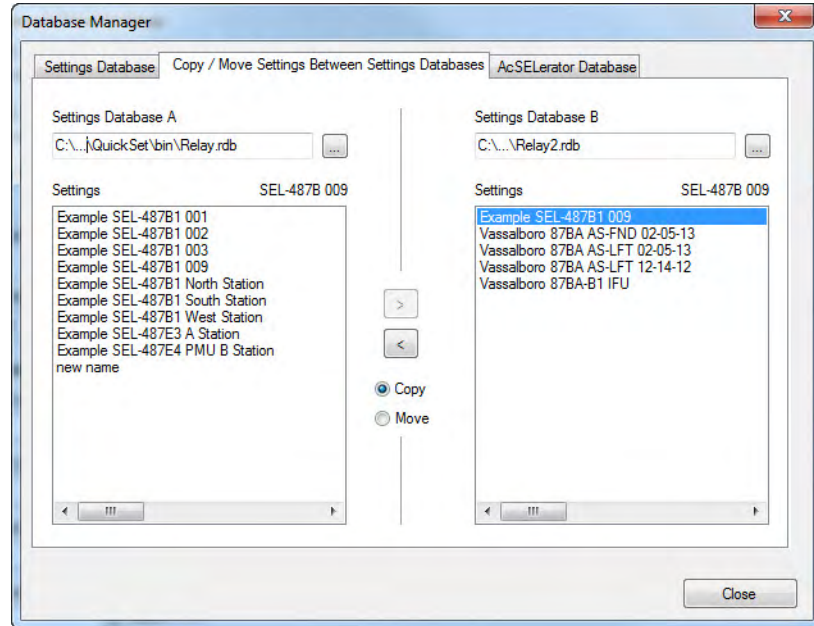 Database Manager
Settings Database
Copy / Move Settings Between Settings Databases
AcSELerator Database
Settings Database A
C:\...\QuickSet\bin\Relay.rdb
...
Settings
SEL-487B 009
Example SEL-487B1 001
Example SEL-487B1 002
Example SEL-487B1 003
Example SEL-487B1 009
Example SEL-487B1 North Station
Example SEL-487B1 South Station
Example SEL-487B1 West Station
Example SEL-487E3 A Station
Example SEL-487E4 PMU B Station
new name
>
<
Copy
Move
Settings Database B
C:\...\Relay2.rdb
...
Settings
SEL-487B 009
Example SEL-487B1 009
Vassalboro 87BA AS-FND 02-05-13
Vassalboro 87BA AS-LFT 02-05-13
Vassalboro 87BA AS-LFT 12-14-12
Vassalboro 87BA-B1 IFU
Close